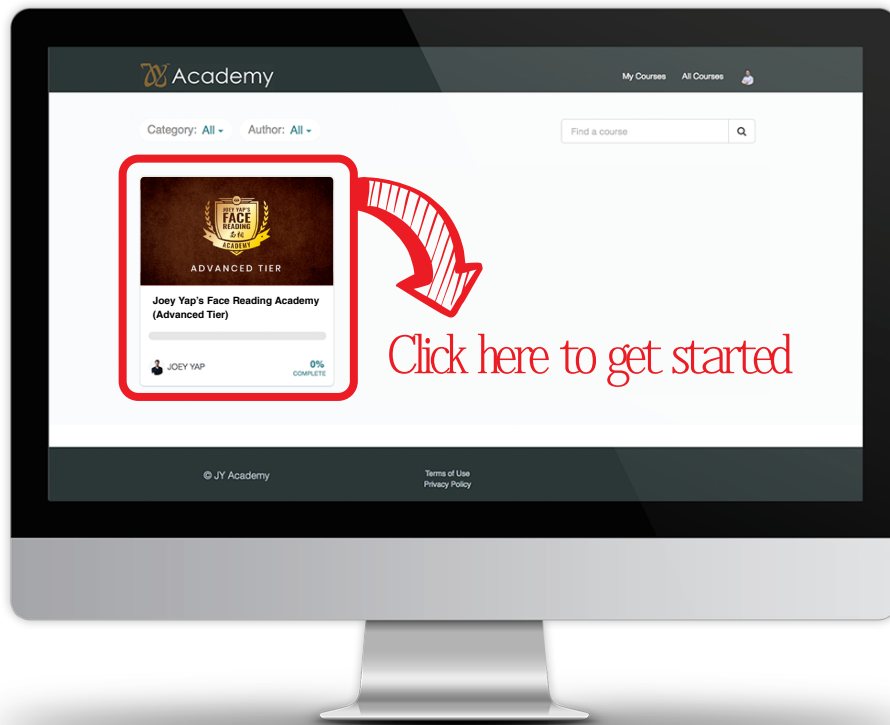 JY Academy
My Courses All Courses
Category: All Author: All
Find a course
JOEY YAP'S
FACE
READING
ACADEMY
ADVANCED TIER
Joey Yap's Face Reading Academy
(Advanced Tier)
JOEY YAP
0%
COMPLETE
Click here to get started
© JY Academy
Terms of Use
Privacy Policy